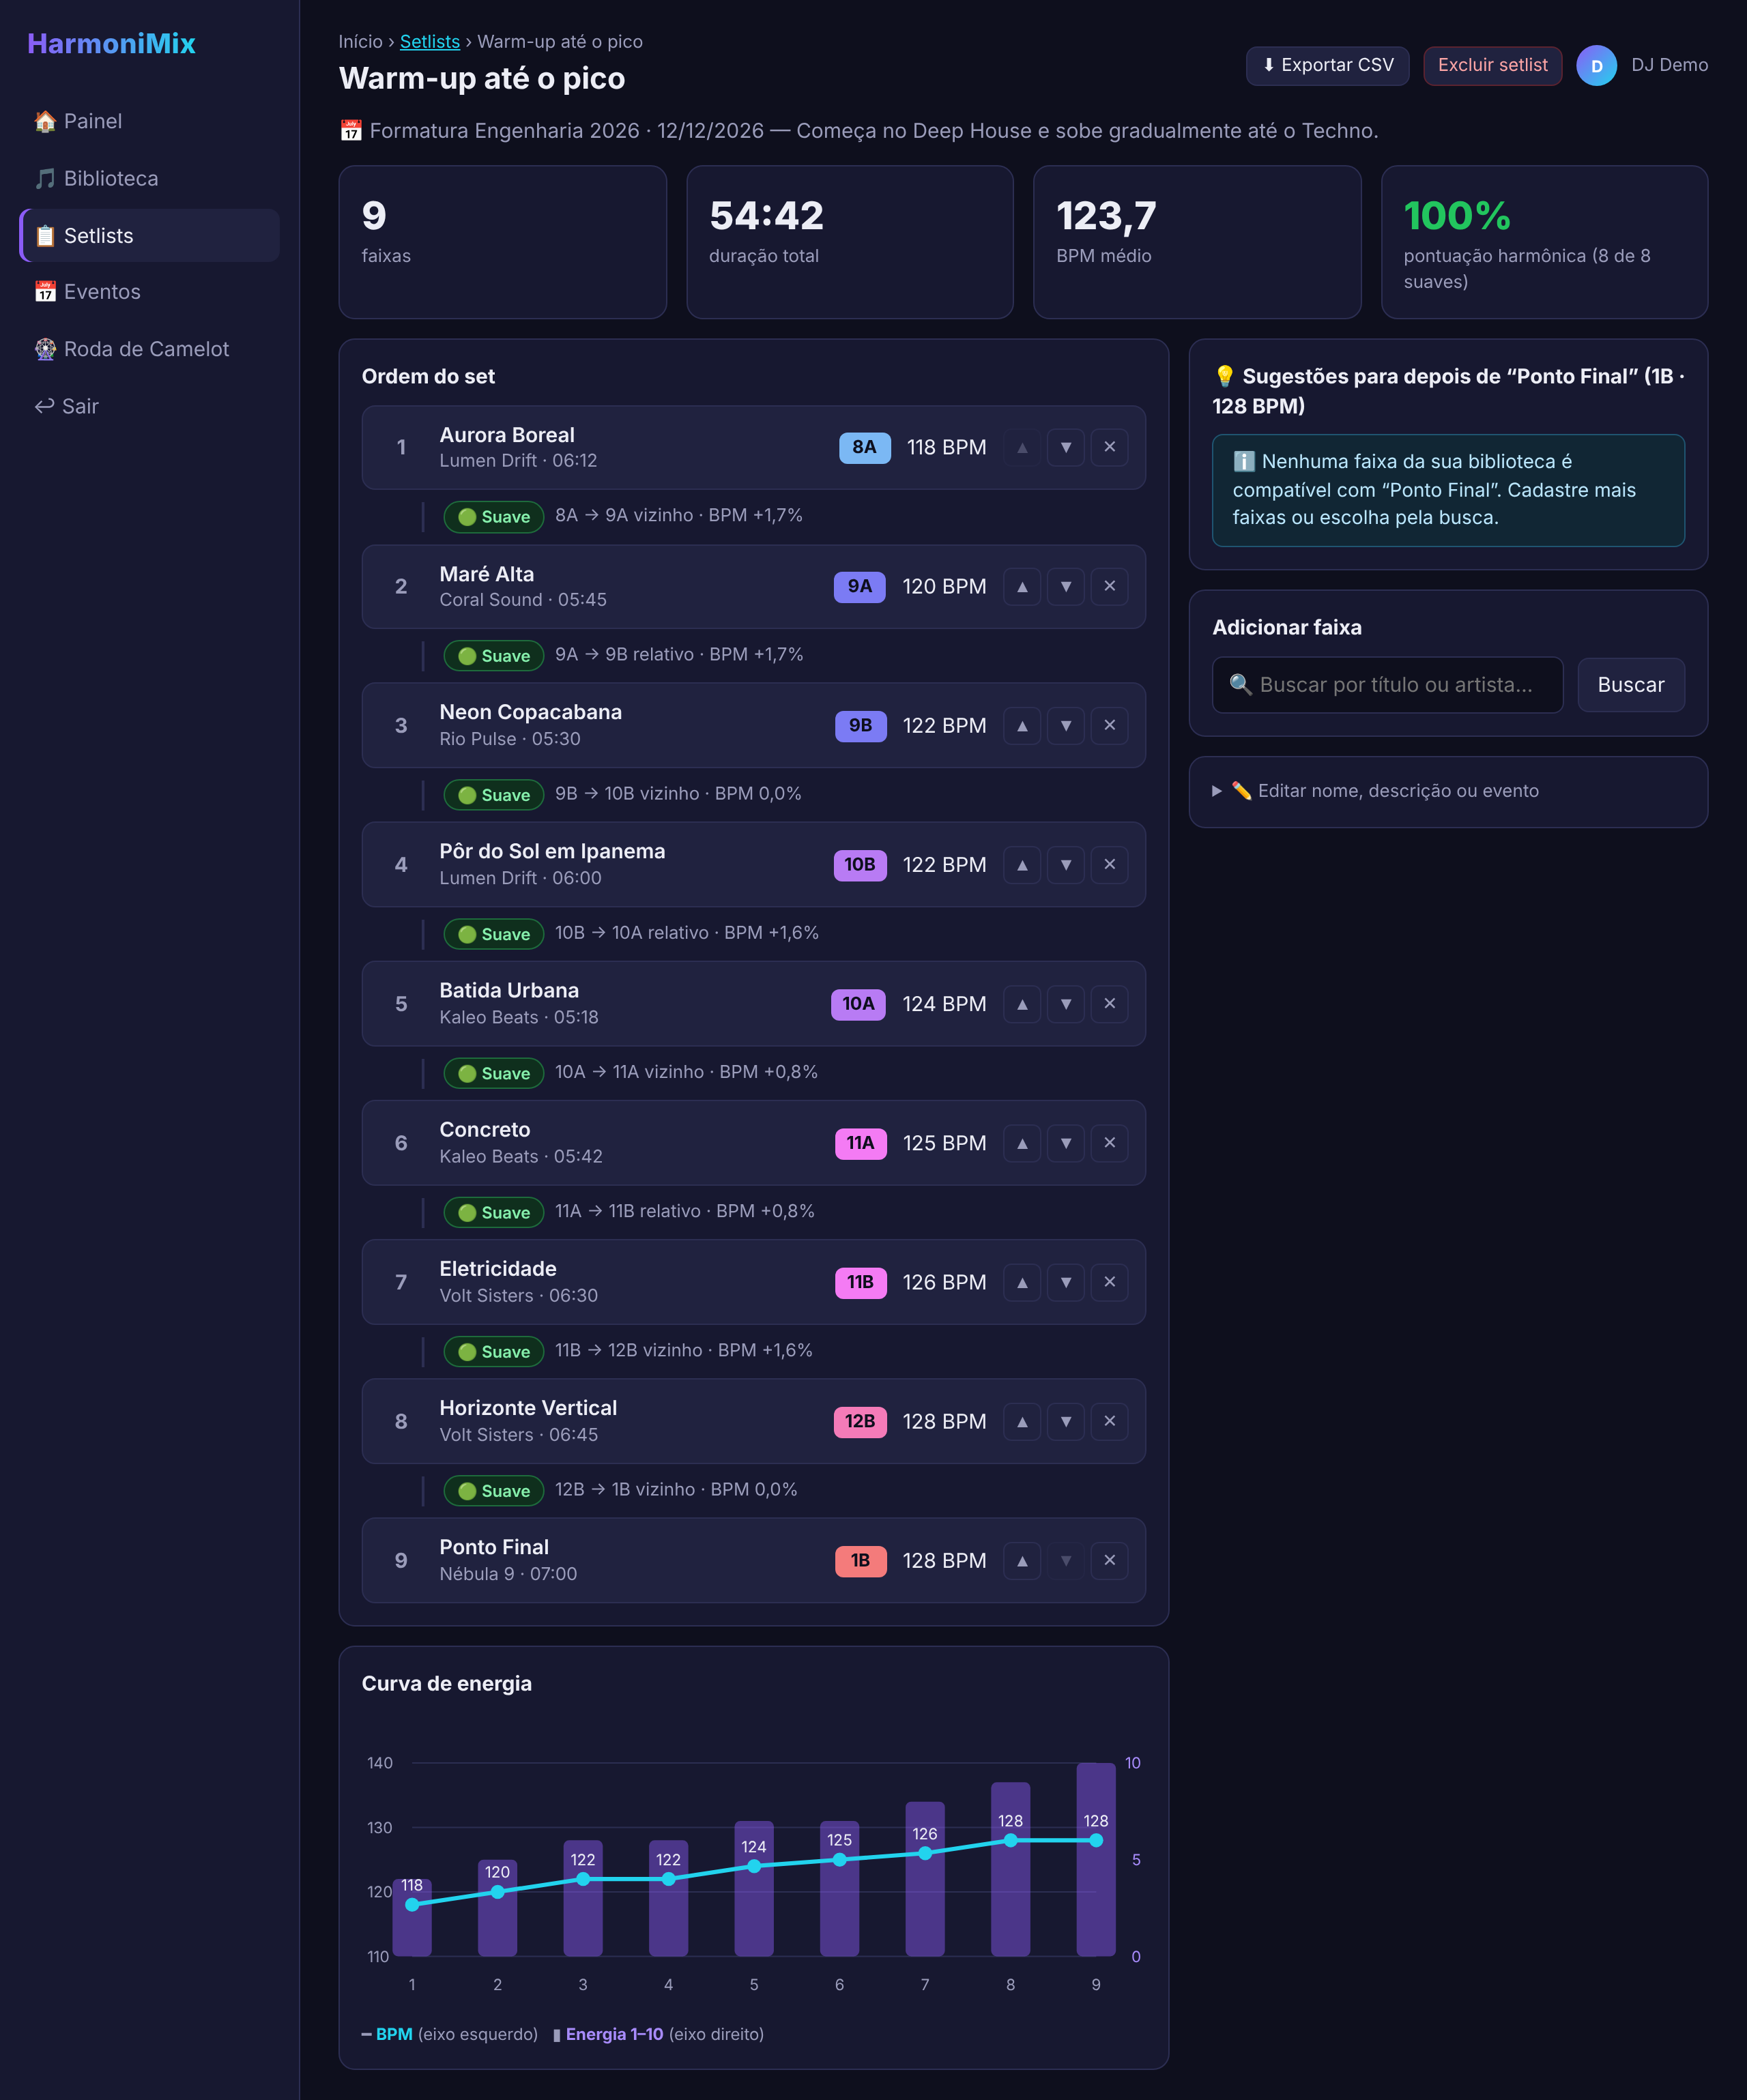 HarmoniMix
🏠 Painel
🎵 Biblioteca
📋 Setlists
📅 Eventos
🎡 Roda de Camelot
↩ Sair
Início › Setlists › Warm-up até o pico
Warm-up até o pico
⬇ Exportar CSV
Excluir setlist
D
DJ Demo
📅 Formatura Engenharia 2026 · 12/12/2026 — Começa no Deep House e sobe gradualmente até o Techno.
9
faixas
54:42
duração total
123,7
BPM médio
100%
pontuação harmônica (8 de 8
suaves)
Ordem do set
1 Aurora Boreal 8A 118 BPM ▲ ▼ ✕
Lumen Drift · 06:12
🟢 Suave 8A → 9A vizinho · BPM +1,7%
2 Maré Alta 9A 120 BPM ▲ ▼ ✕
Coral Sound · 05:45
🟢 Suave 9A → 9B relativo · BPM +1,7%
3 Neon Copacabana 9B 122 BPM ▲ ▼ ✕
Rio Pulse · 05:30
🟢 Suave 9B → 10B vizinho · BPM 0,0%
4 Pôr do Sol em Ipanema 10B 122 BPM ▲ ▼ ✕
Lumen Drift · 06:00
🟢 Suave 10B → 10A relativo · BPM +1,6%
5 Batida Urbana 10A 124 BPM ▲ ▼ ✕
Kaleo Beats · 05:18
🟢 Suave 10A → 11A vizinho · BPM +0,8%
6 Concreto 11A 125 BPM ▲ ▼ ✕
Kaleo Beats · 05:42
🟢 Suave 11A → 11B relativo · BPM +0,8%
7 Eletricidade 11B 126 BPM ▲ ▼ ✕
Volt Sisters · 06:30
🟢 Suave 11B → 12B vizinho · BPM +1,6%
8 Horizonte Vertical 12B 128 BPM ▲ ▼ ✕
Volt Sisters · 06:45
🟢 Suave 12B → 1B vizinho · BPM 0,0%
9 Ponto Final 1B 128 BPM ▲ ▼ ✕
Nébula 9 · 07:00
💡 Sugestões para depois de “Ponto Final” (1B ·
128 BPM)
ℹ️ Nenhuma faixa da sua biblioteca é
compatível com “Ponto Final”. Cadastre mais
faixas ou escolha pela busca.
Adicionar faixa
🔍 Buscar por título ou artista...
Buscar
▶ ✏️ Editar nome, descrição ou evento
Curva de energia
140
130
120
110
118
120
122
122
124
125
126
128
128
10
5
0
1 2 3 4 5 6 7 8 9
━ BPM (eixo esquerdo) ▮ Energia 1–10 (eixo direito)